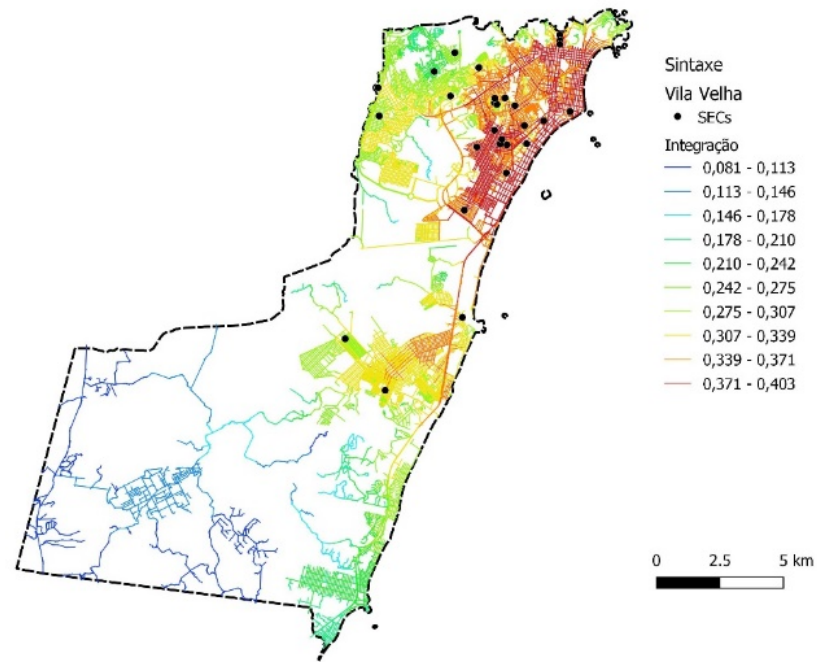 Sintaxe
Vila Velha
SECs
Integração
0,081 - 0,113
0,113 - 0,146
0,146 - 0,178
0,178 - 0,210
0,210 - 0,242
0,242 - 0,275
0,275 - 0,307
0,307 - 0,339
0,339 - 0,371
0,371 - 0,403
0 2.5 5 km